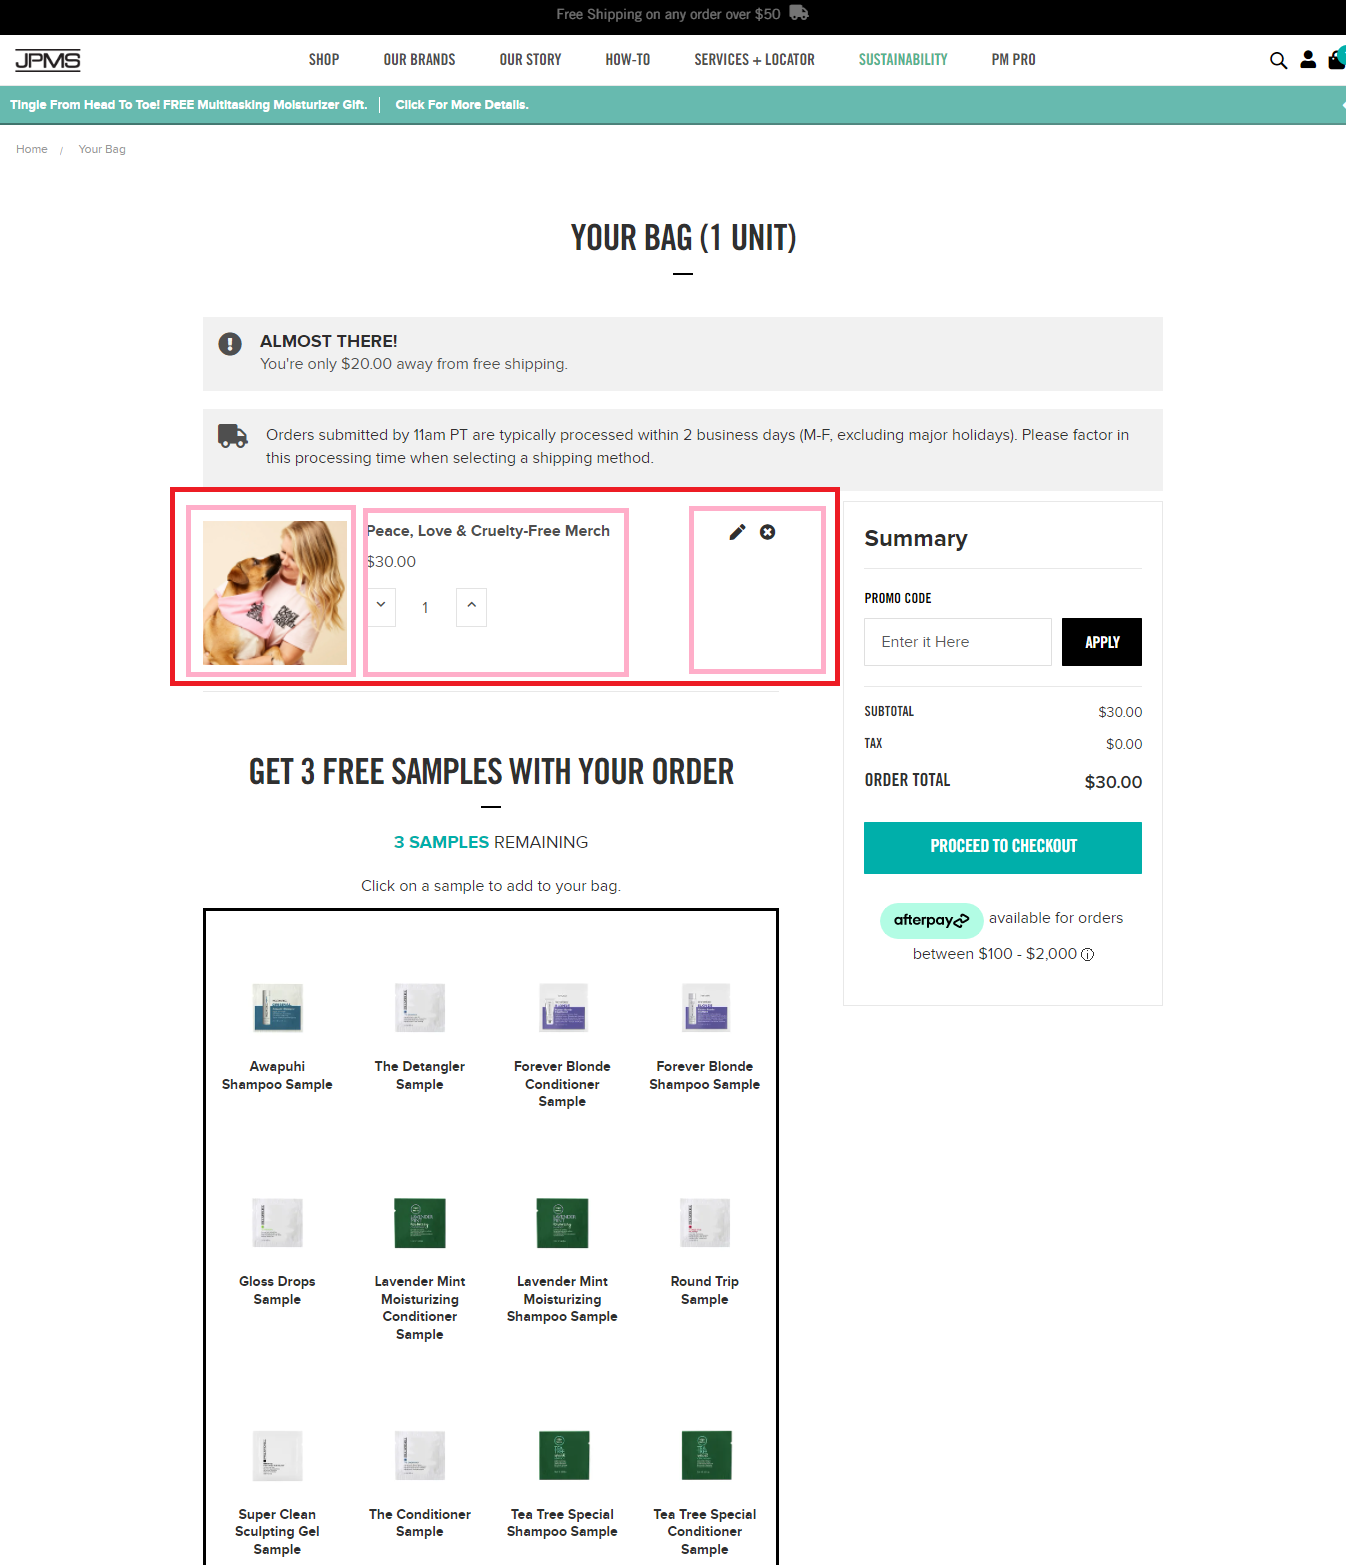 Free Shipping on any order over $50
JPMS
SHOP OUR BRANDS OUR STORY HOW-TO SERVICES + LOCATOR SUSTAINABILITY PM PRO
Tingle From Head To Toe! FREE Multitasking Moisturizer Gift. Click For More Details.
Home / Your Bag
YOUR BAG (1 UNIT)
ALMOST THERE!
You're only $20.00 away from free shipping.
Orders submitted by 11am PT are typically processed within 2 business days (M-F, excluding major holidays). Please factor in
this processing time when selecting a shipping method.
Peace, Love & Cruelty-Free Merch
$30.00
1
Summary
PROMO CODE
Enter it Here APPLY
SUBTOTAL $30.00
TAX $0.00
ORDER TOTAL $30.00
PROCEED TO CHECKOUT
afterpay available for orders
between $100 - $2,000
GET 3 FREE SAMPLES WITH YOUR ORDER
3 SAMPLES REMAINING
Click on a sample to add to your bag.
Awapuhi
Shampoo Sample
The Detangler
Sample
Forever Blonde
Conditioner
Sample
Forever Blonde
Shampoo Sample
Gloss Drops
Sample
Lavender Mint
Moisturizing
Conditioner
Sample
Lavender Mint
Moisturizing
Shampoo Sample
Round Trip
Sample
Super Clean
Sculpting Gel
Sample
The Conditioner
Sample
Tea Tree Special
Shampoo Sample
Tea Tree Special
Conditioner
Sample